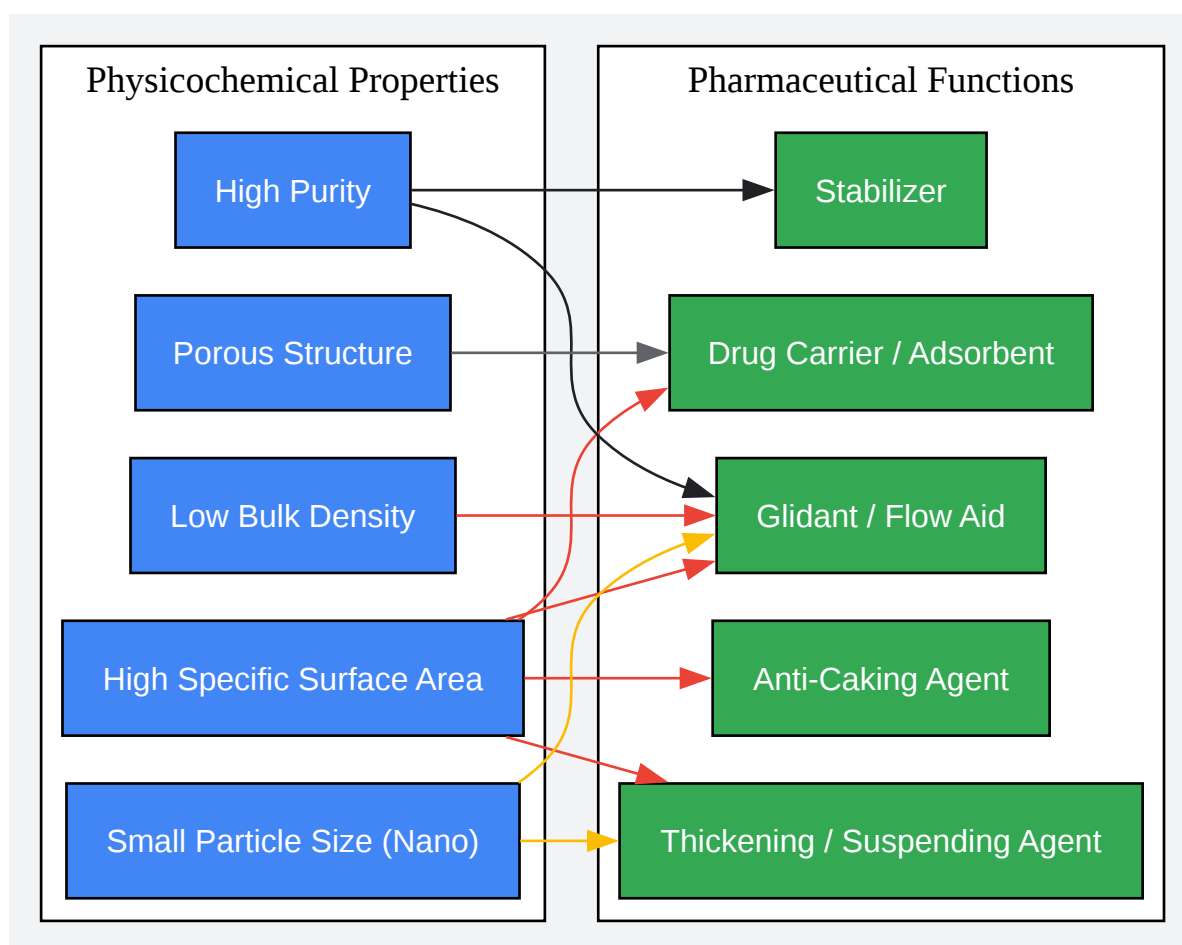 Physicochemical Properties
High Purity
Porous Structure
Low Bulk Density
High Specific Surface Area
Small Particle Size (Nano)
Pharmaceutical Functions
Stabilizer
Drug Carrier / Adsorbent
Glidant / Flow Aid
Anti-Caking Agent
Thickening / Suspending Agent